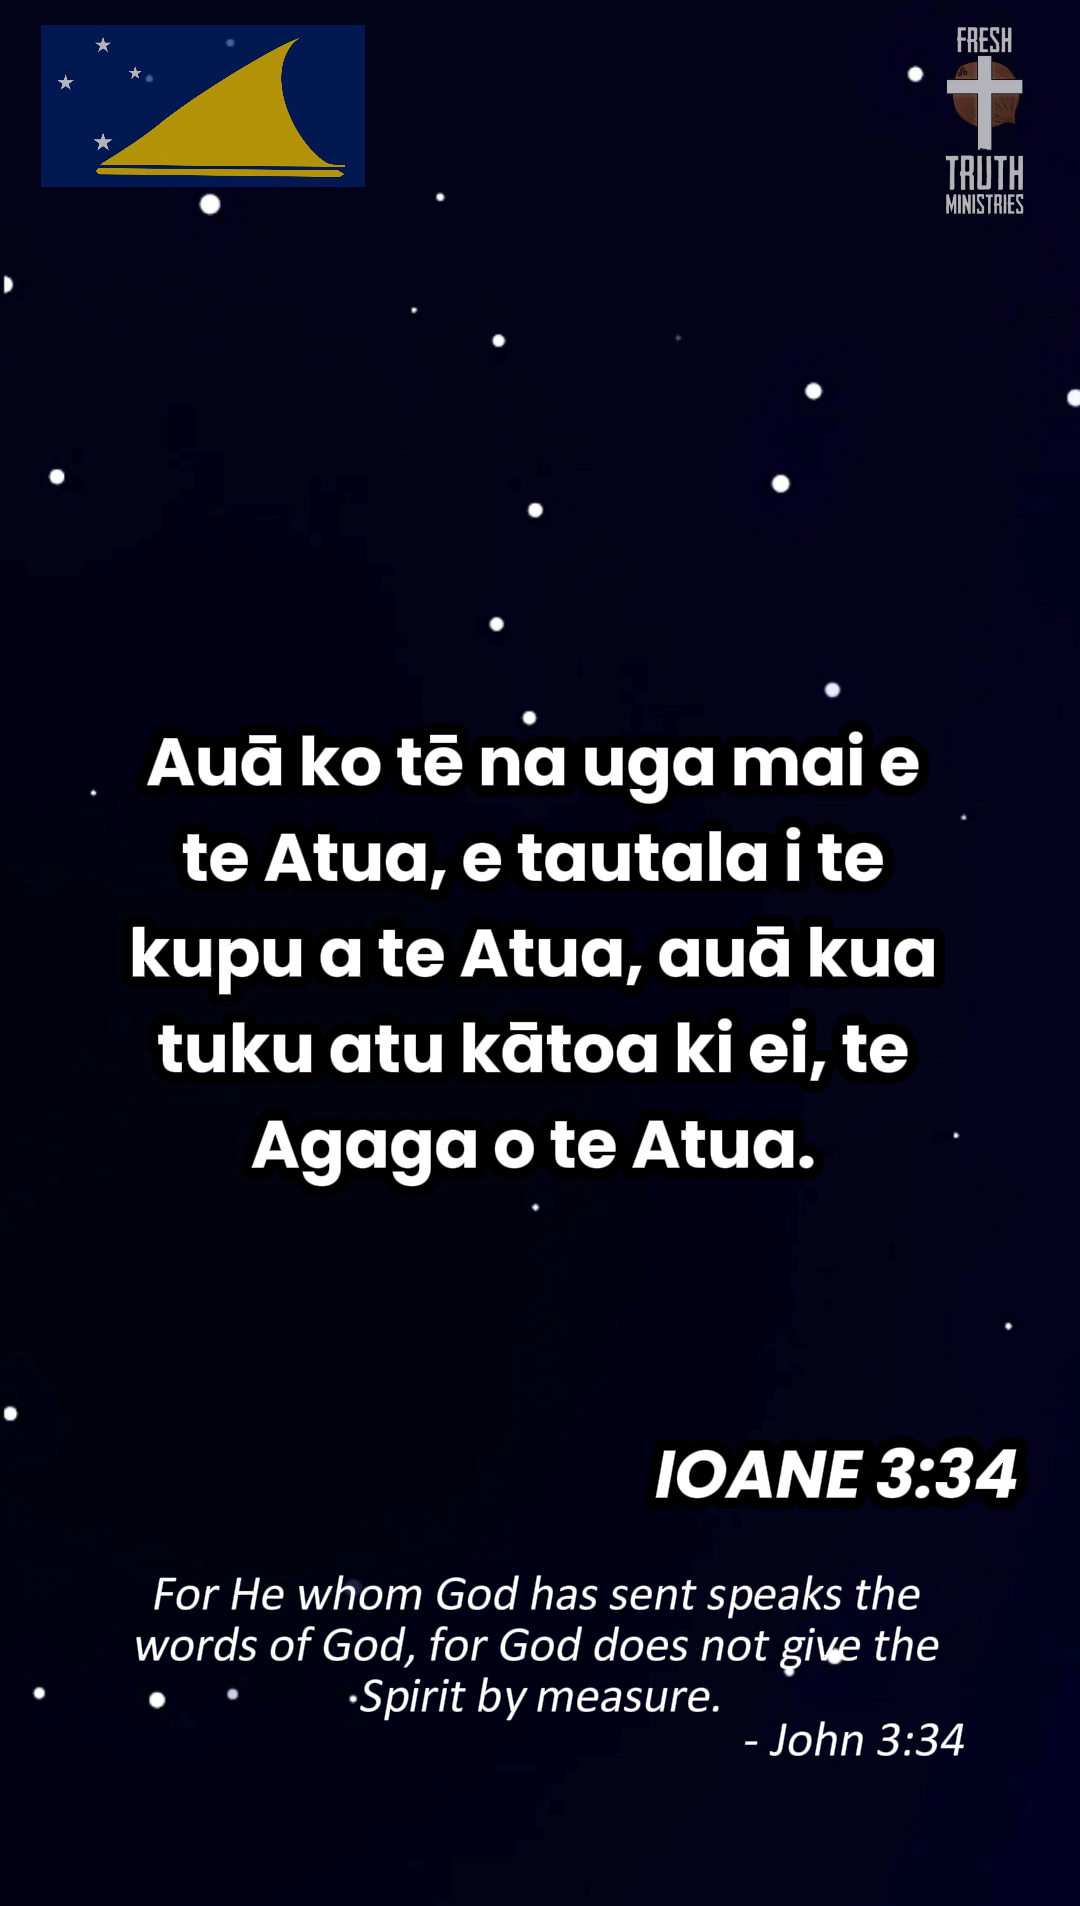 FRESH
TRUTH
MINISTRIES
Auā ko tē na uga mai e
te Atua, e tautala i te
kupu a te Atua, auā kua
tuku atu kātoa ki ei, te
Agaga o te Atua.
IOANE 3:34
For He whom God has sent speaks the
words of God, for God does not give the
Spirit by measure.
- John 3:34